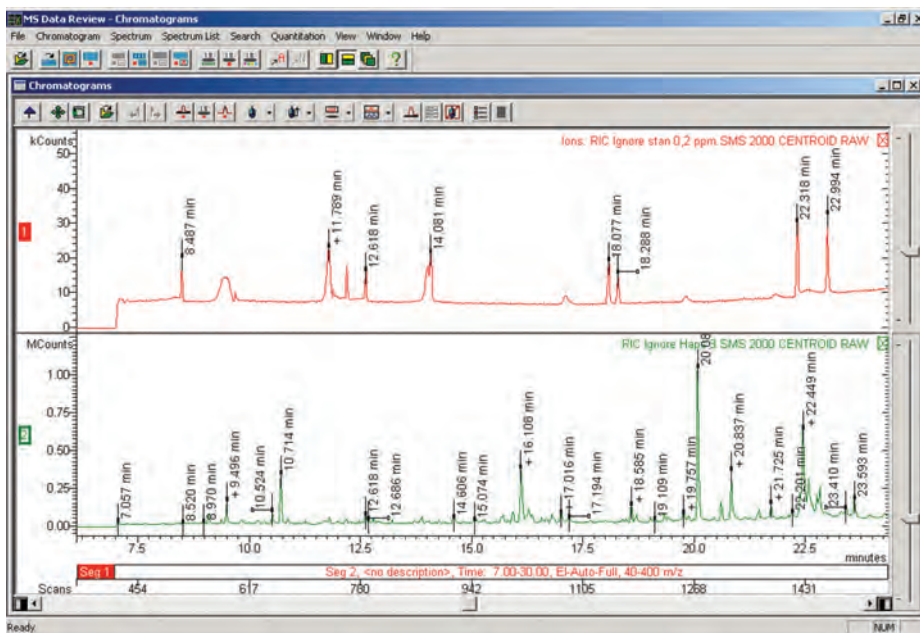 MS Data Review - Chromatograms
File Chromatogram Spectrum Spectrum List Search Quantitation View Window Help
Chromatograms
kCounts
Ions: RIC Ignore stan 0,2 ppm.SMS 2000 CENTROID RAW
50
40
30
20
10
0
1
8.487 min
+ 11.789 min
12.618 min
14.081 min
18.077 min
18.288 min
22.318 min
22.994 min
MCounts
RIC Ignore SMS 2000 CENTROID RAW
1.00
0.75
0.50
0.25
0.00
2
7.057 min
8.520 min
8.970 min
+ 9.496 min
10.524 min
10.714 min
12.618 min
12.686 min
14.606 min
15.074 min
+ 16.108 min
+17.016 min
17.194 min
+ 18.585 min
19.109 min
+ 19.757 min
20.08
+ 20.837 min
+ 21.725 min
22.201 min
+ 22.449 min
+ 23.410 min
23.593 min
7.5 10.0 12.5 15.0 17.5 20.0 22.5
minutes
Seg 1 Seg 2, <no description>, Time: 7.00-30.00, EI-Auto-Full, 40-400 m/z
Scans 454 617 780 942 1105 1268 1431
Ready NUM